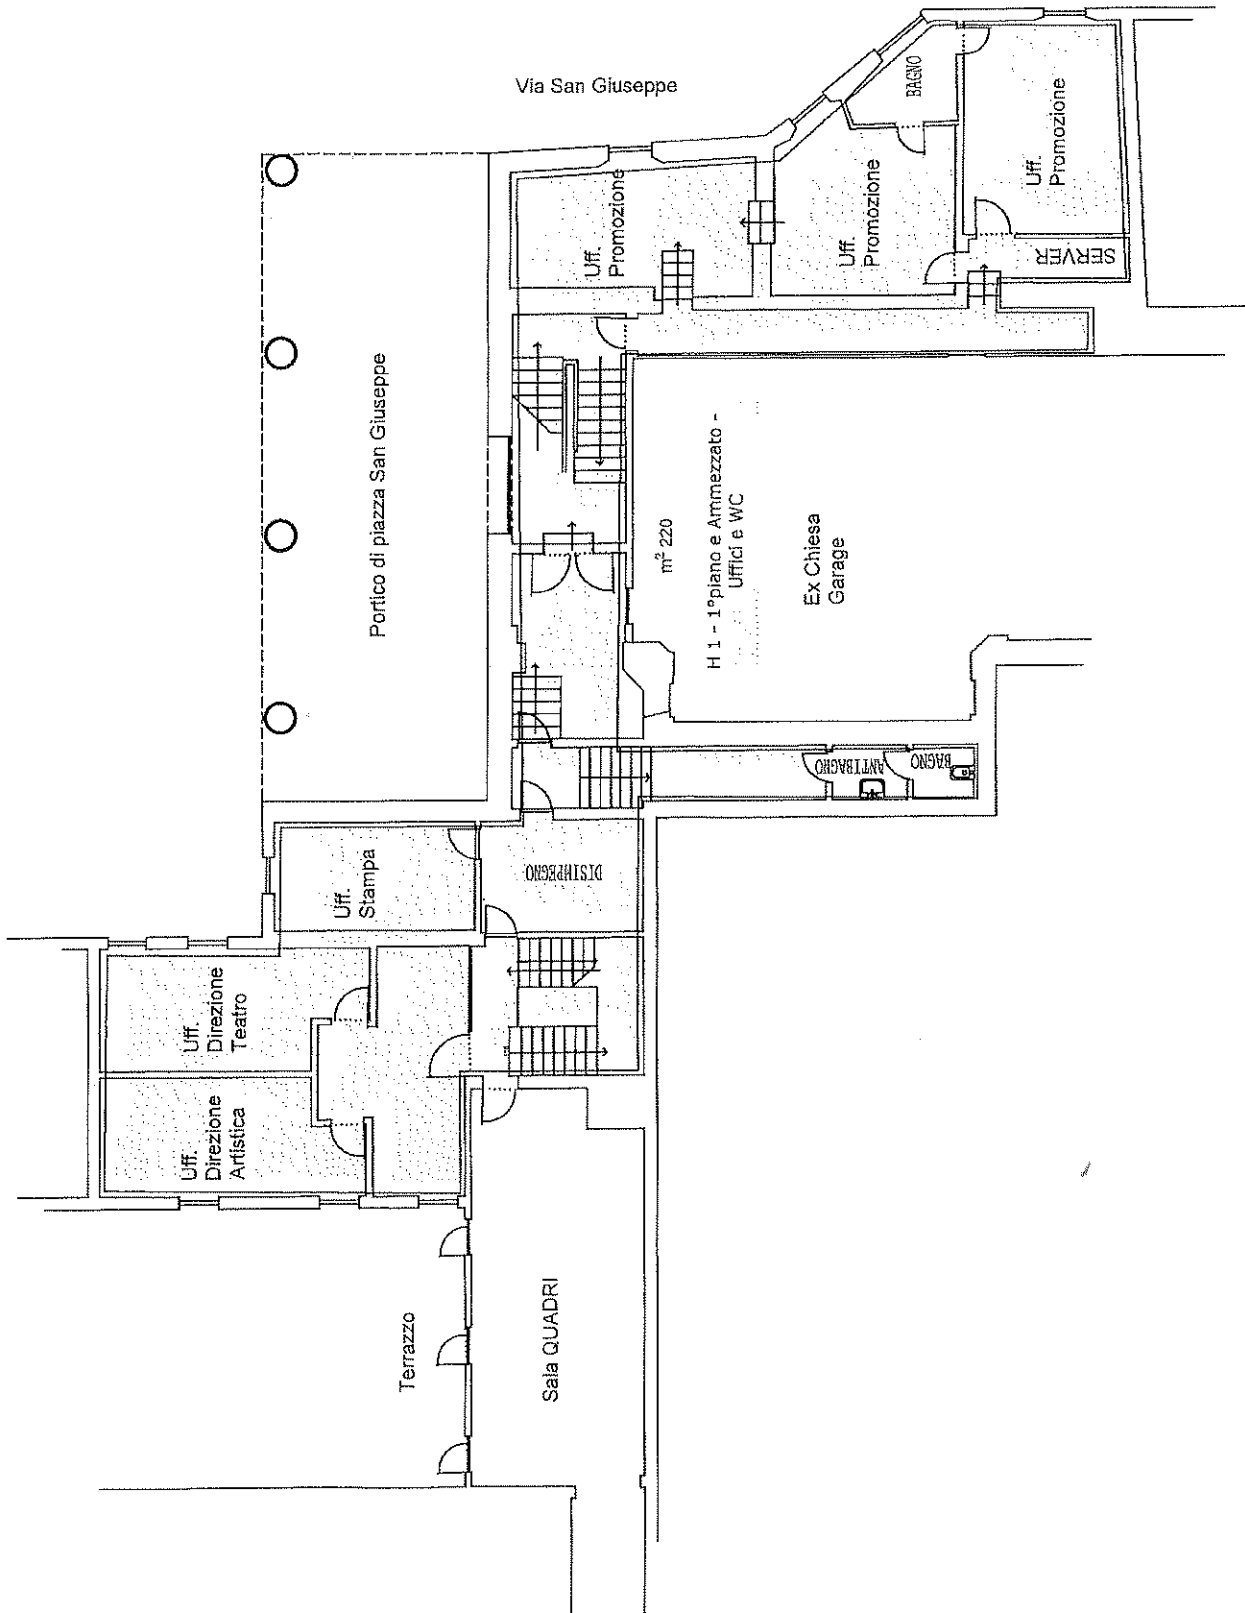 Via San Giuseppe
BAGNO
Uff.
Promozione
Uff.
Promozione
Uff.
Promozione
SERVER
Portico di piazza San Giuseppe
m² 220
H 1 - 1°piano e Ammezzato -
Uffici e WC
Ex Chiesa
Garage
ANTIBAGNO
BAGNO
Uff.
Stampa
DISIMPEGNO
Uff.
Direzione
Teatro
Uff.
Direzione
Artistica
Terrazzo
Sala QUADRI